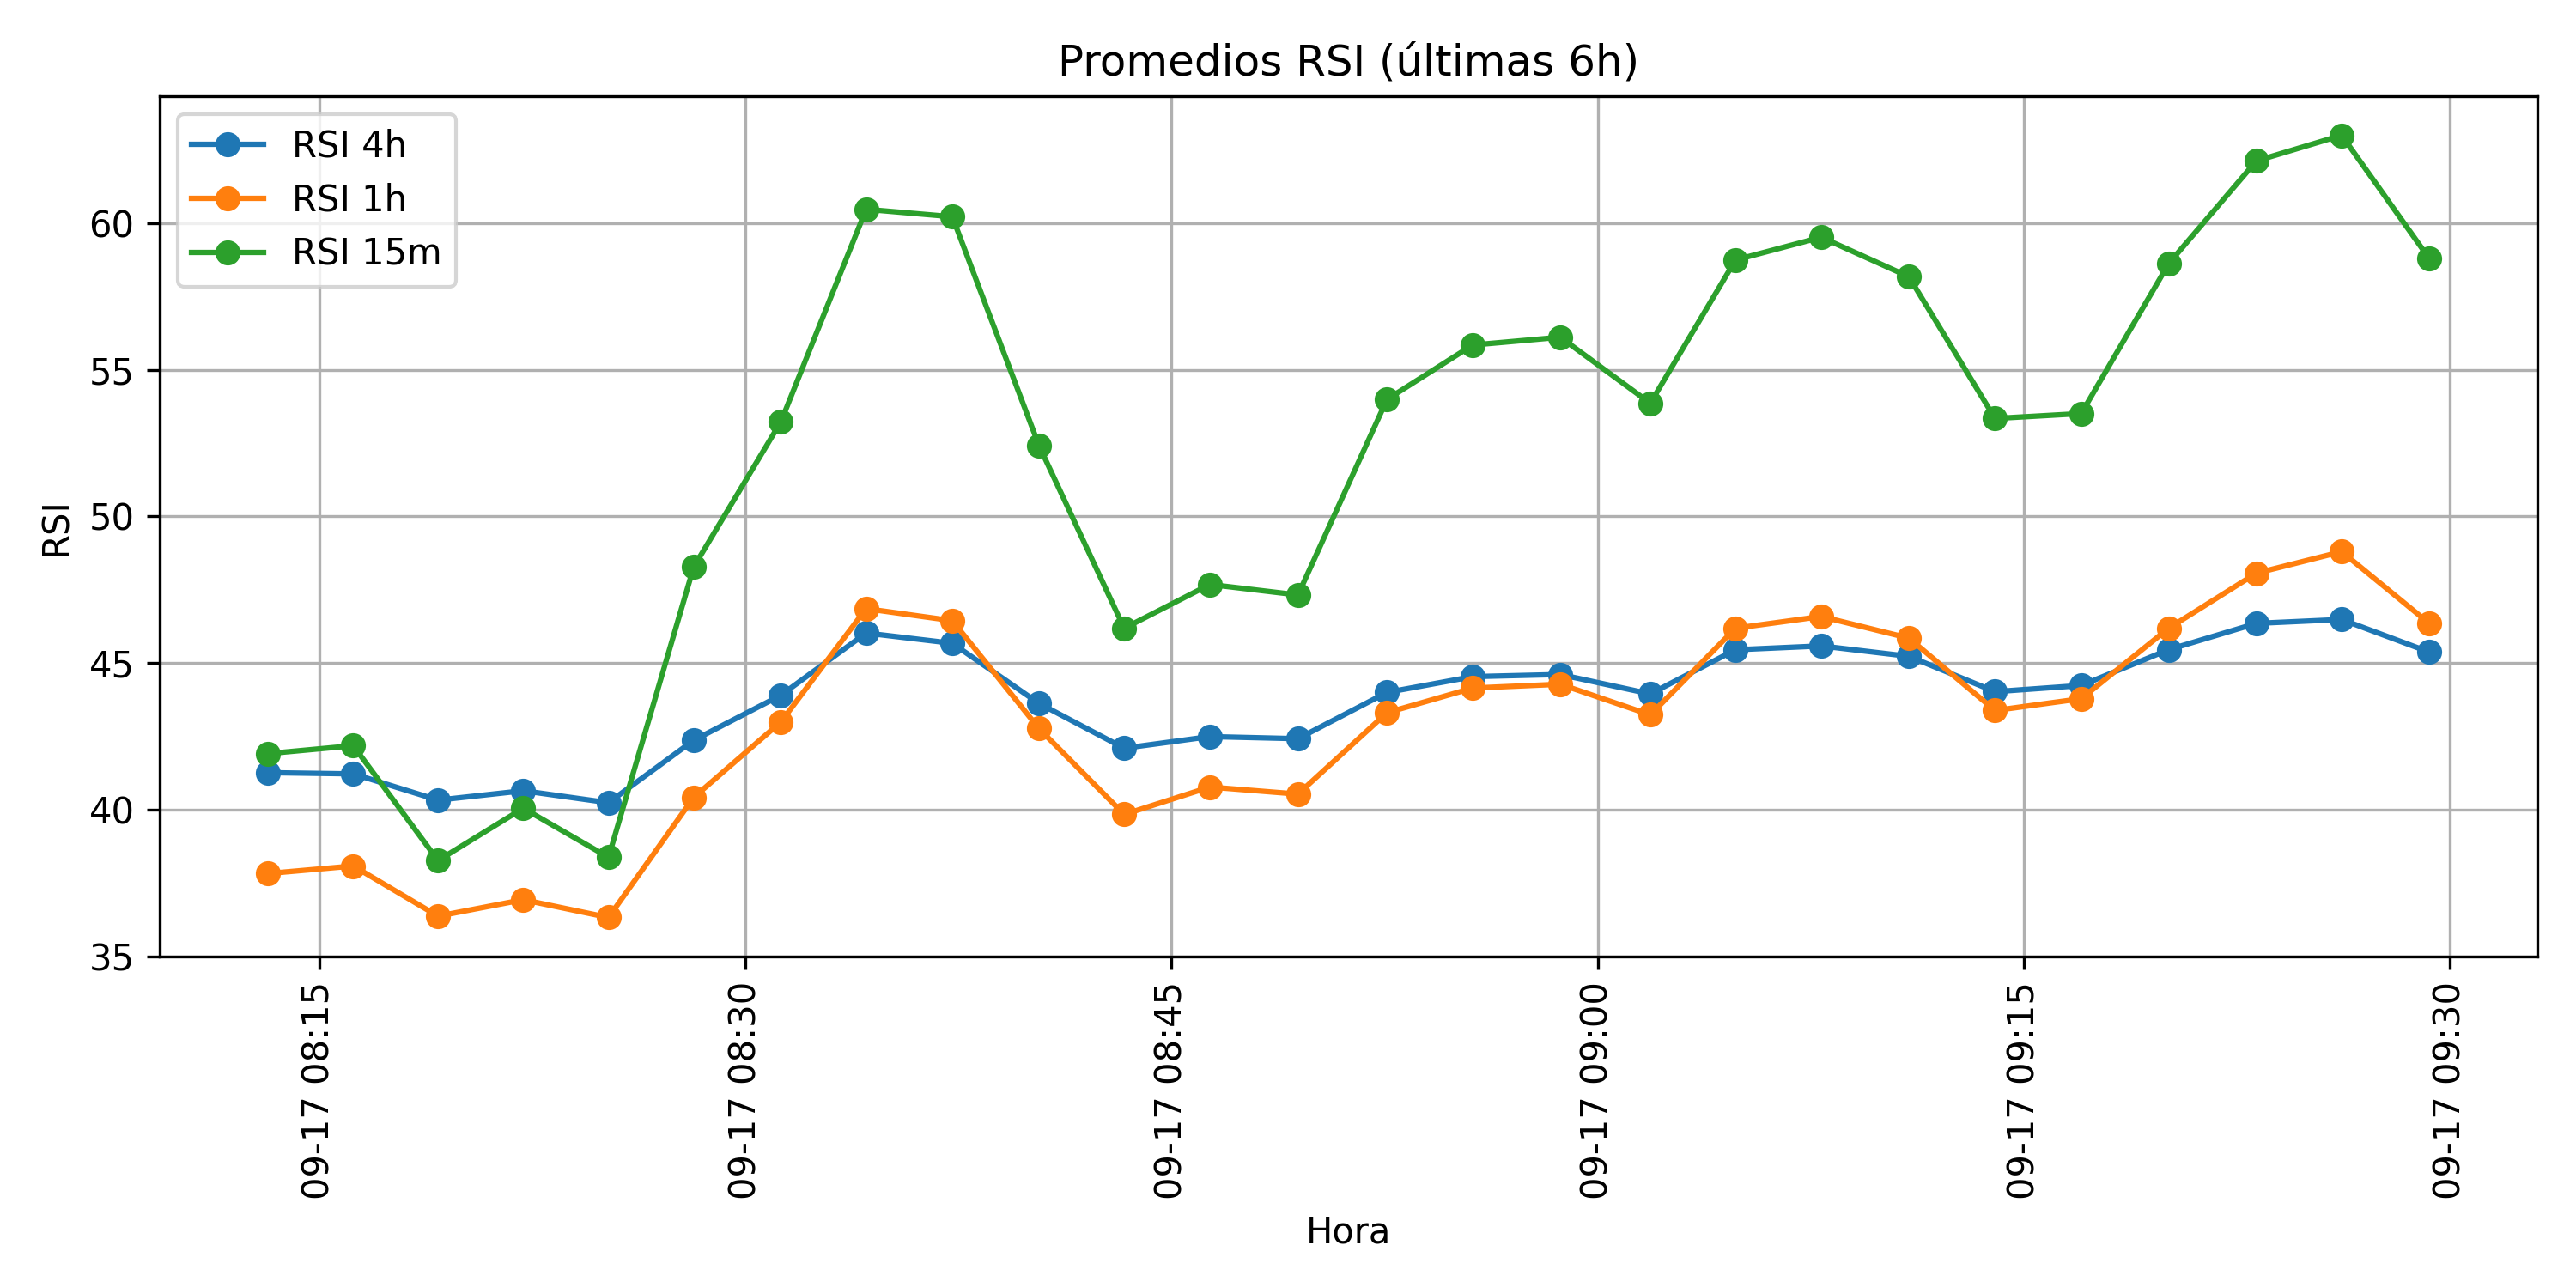 Promedios RSI (últimas 6h)
RSI 4h
RSI 1h
RSI 15m
RSI
60
55
50
45
40
35
09-17 08:15
09-17 08:30
09-17 08:45
09-17 09:00
09-17 09:15
09-17 09:30
Hora